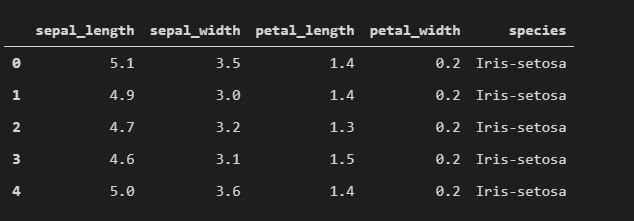 sepal_length sepal_width petal_length petal_width species
0 5.1 3.5 1.4 0.2 Iris-setosa
1 4.9 3.0 1.4 0.2 Iris-setosa
2 4.7 3.2 1.3 0.2 Iris-setosa
3 4.6 3.1 1.5 0.2 Iris-setosa
4 5.0 3.6 1.4 0.2 Iris-setosa